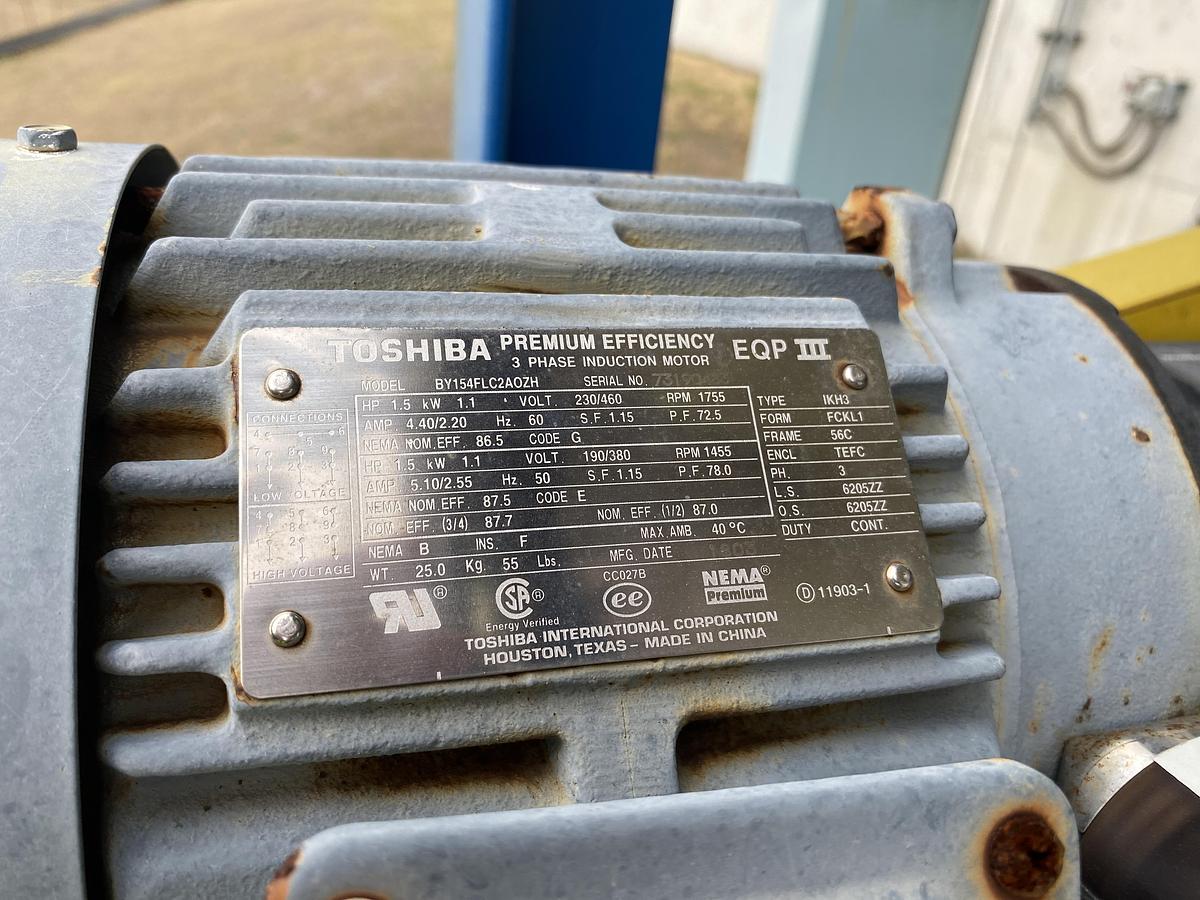 TOSHIBA PREMIUM EFFICIENCY EQP III
3 PHASE INDUCTION MOTOR
MODEL BY154FLC2AOZH SERIAL NO.
HP 1.5 kW 1.1 VOLT. 230/460 RPM 1755
AMP 4.40/2.20 Hz. 60 S.F. 1.15 P.F. 72.5
NEMA NOM.EFF. 86.5 CODE G
HP 1.5 kW 1.1 VOLT. 190/380 RPM 1455
AMP. 5.10/2.55 Hz. 50 S.F. 1.15 P.F. 78.0
NEMA NOM.EFF. 87.5 CODE E
NOM. EFF. (3/4) 87.7 NOM. EFF. (1/2) 87.0
NEMA B INS. F MAX. AMB. 40 °C
WT. 25.0 Kg. 55 Lbs. MFG. DATE
TYPE IKH3
FORM FCKL1
FRAME 56C
ENCL TEFC
PH. 3
L.S. 6205ZZ
O.S. 6205ZZ
DUTY CONT.
CONNECTIONS
LOW VOLTAGE
HIGH VOLTAGE
RU®
SA®
Energy Verified
CC027B
ee
NEMA®
Premium
D 11903-1
TOSHIBA INTERNATIONAL CORPORATION
HOUSTON, TEXAS - MADE IN CHINA